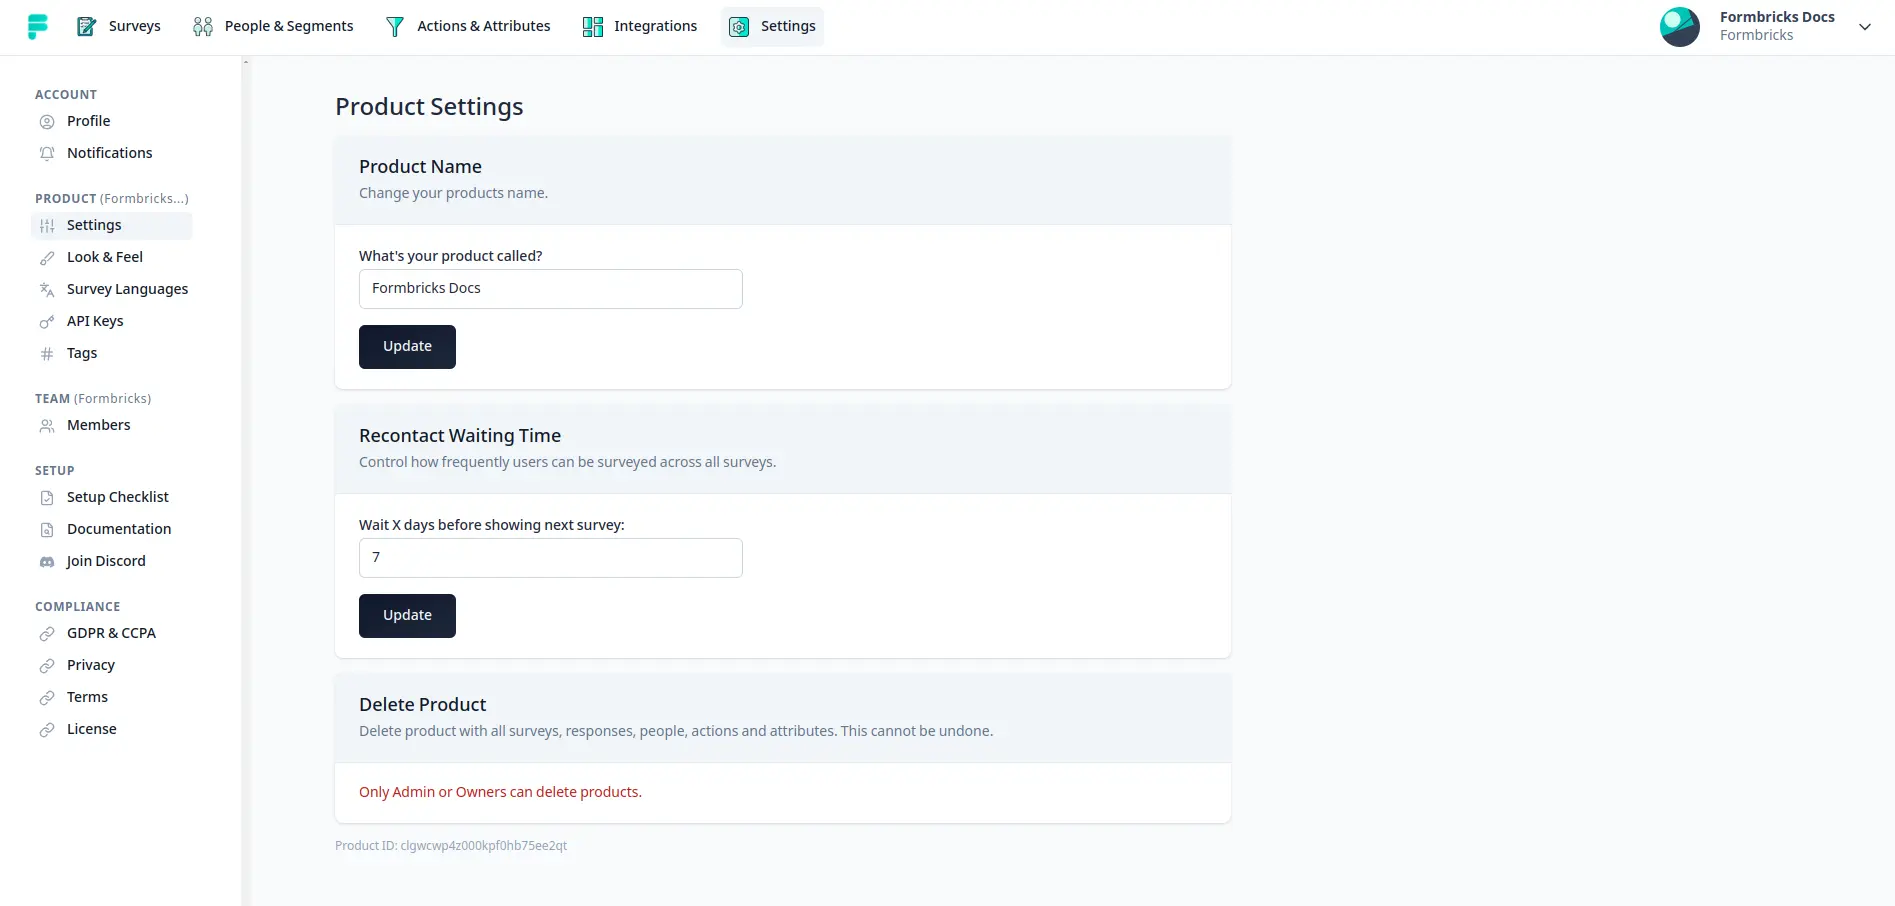 Surveys
People & Segments
Actions & Attributes
Integrations
Settings
Formbricks Docs
Formbricks
ACCOUNT
Profile
Notifications
PRODUCT (Formbricks...)
Settings
Look & Feel
Survey Languages
API Keys
Tags
TEAM (Formbricks)
Members
SETUP
Setup Checklist
Documentation
Join Discord
COMPLIANCE
GDPR & CCPA
Privacy
Terms
License
Product Settings
Product Name
Change your products name.
What's your product called?
Formbricks Docs
Update
Recontact Waiting Time
Control how frequently users can be surveyed across all surveys.
Wait X days before showing next survey:
7
Update
Delete Product
Delete product with all surveys, responses, people, actions and attributes. This cannot be undone.
Only Admin or Owners can delete products.
Product ID: clgwcwp4z000kpf0hb75ee2qt